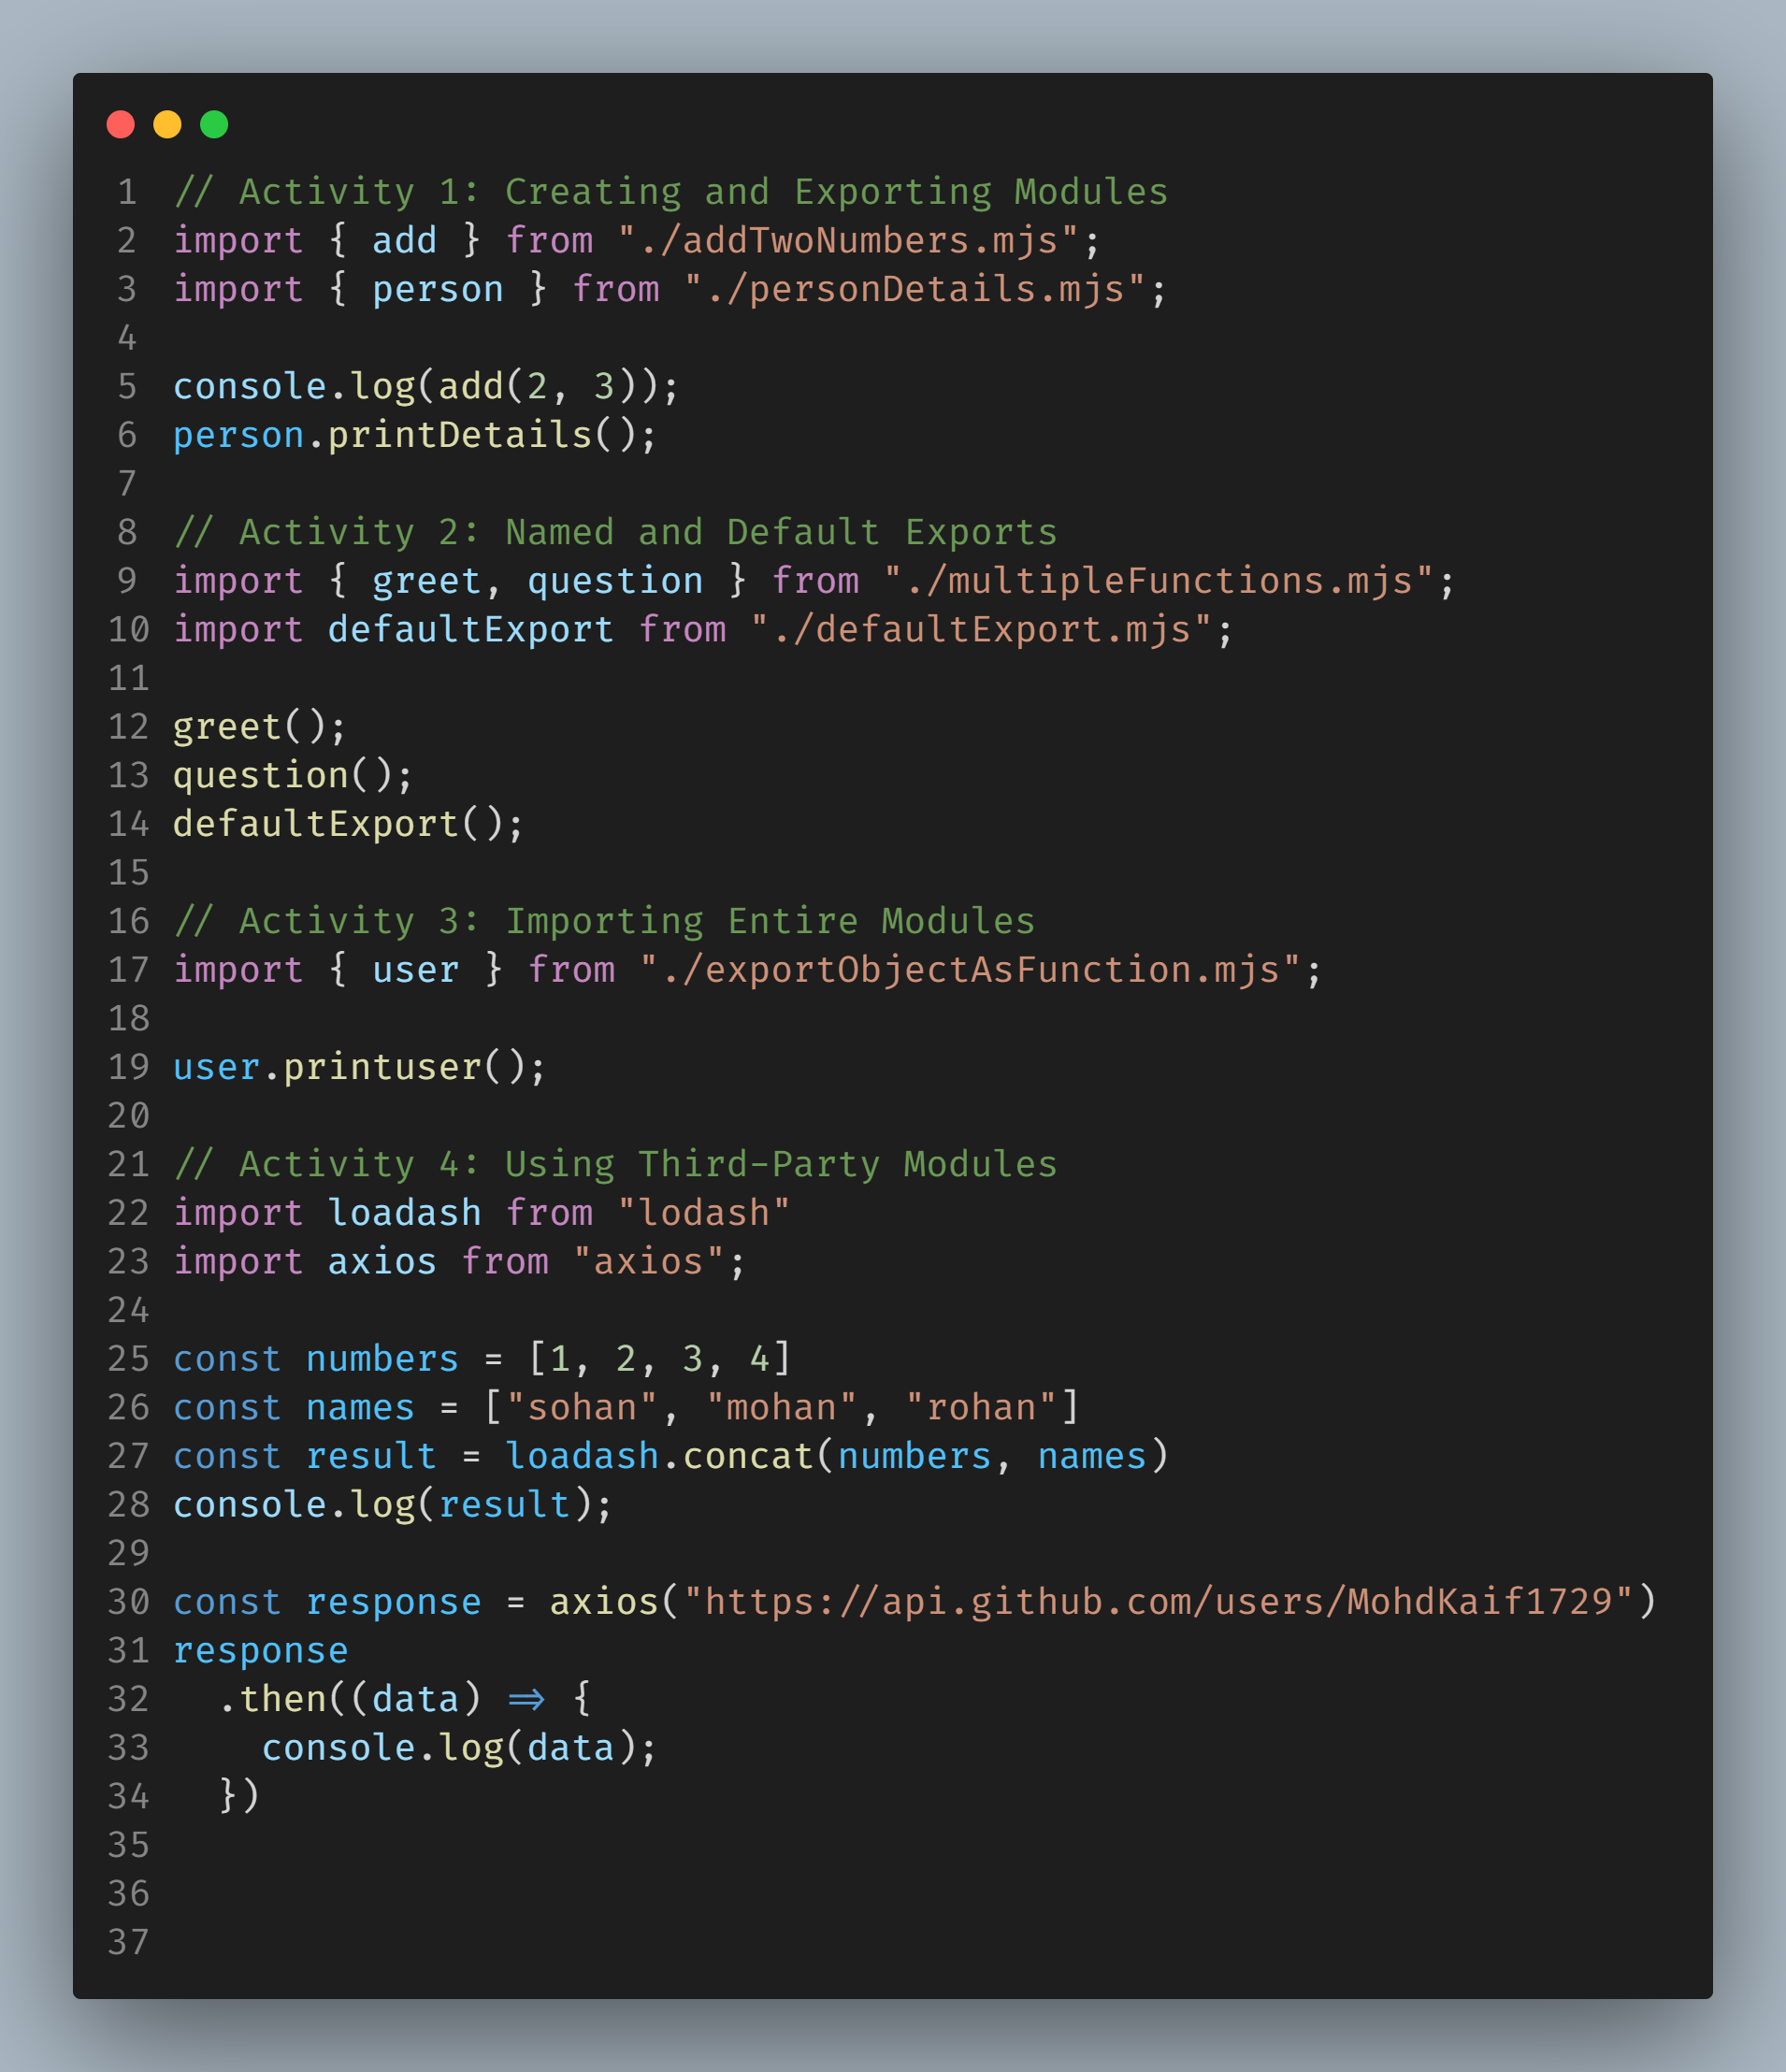 1 // Activity 1: Creating and Exporting Modules
2 import { add } from "./addTwoNumbers.mjs";
3 import { person } from "./personDetails.mjs";
4
5 console.log(add(2, 3));
6 person.printDetails();
7
8 // Activity 2: Named and Default Exports
9 import { greet, question } from "./multipleFunctions.mjs";
10 import defaultExport from "./defaultExport.mjs";
11
12 greet();
13 question();
14 defaultExport();
15
16 // Activity 3: Importing Entire Modules
17 import { user } from "./exportObjectAsFunction.mjs";
18
19 user.printuser();
20
21 // Activity 4: Using Third-Party Modules
22 import loadash from "lodash"
23 import axios from "axios";
24
25 const numbers = [1, 2, 3, 4]
26 const names = ["sohan", "mohan", "rohan"]
27 const result = loadash.concat(numbers, names)
28 console.log(result);
29
30 const response = axios("https://api.github.com/users/MohdKaif1729")
31 response
32   .then((data) => {
33     console.log(data);
34   })
35
36
37